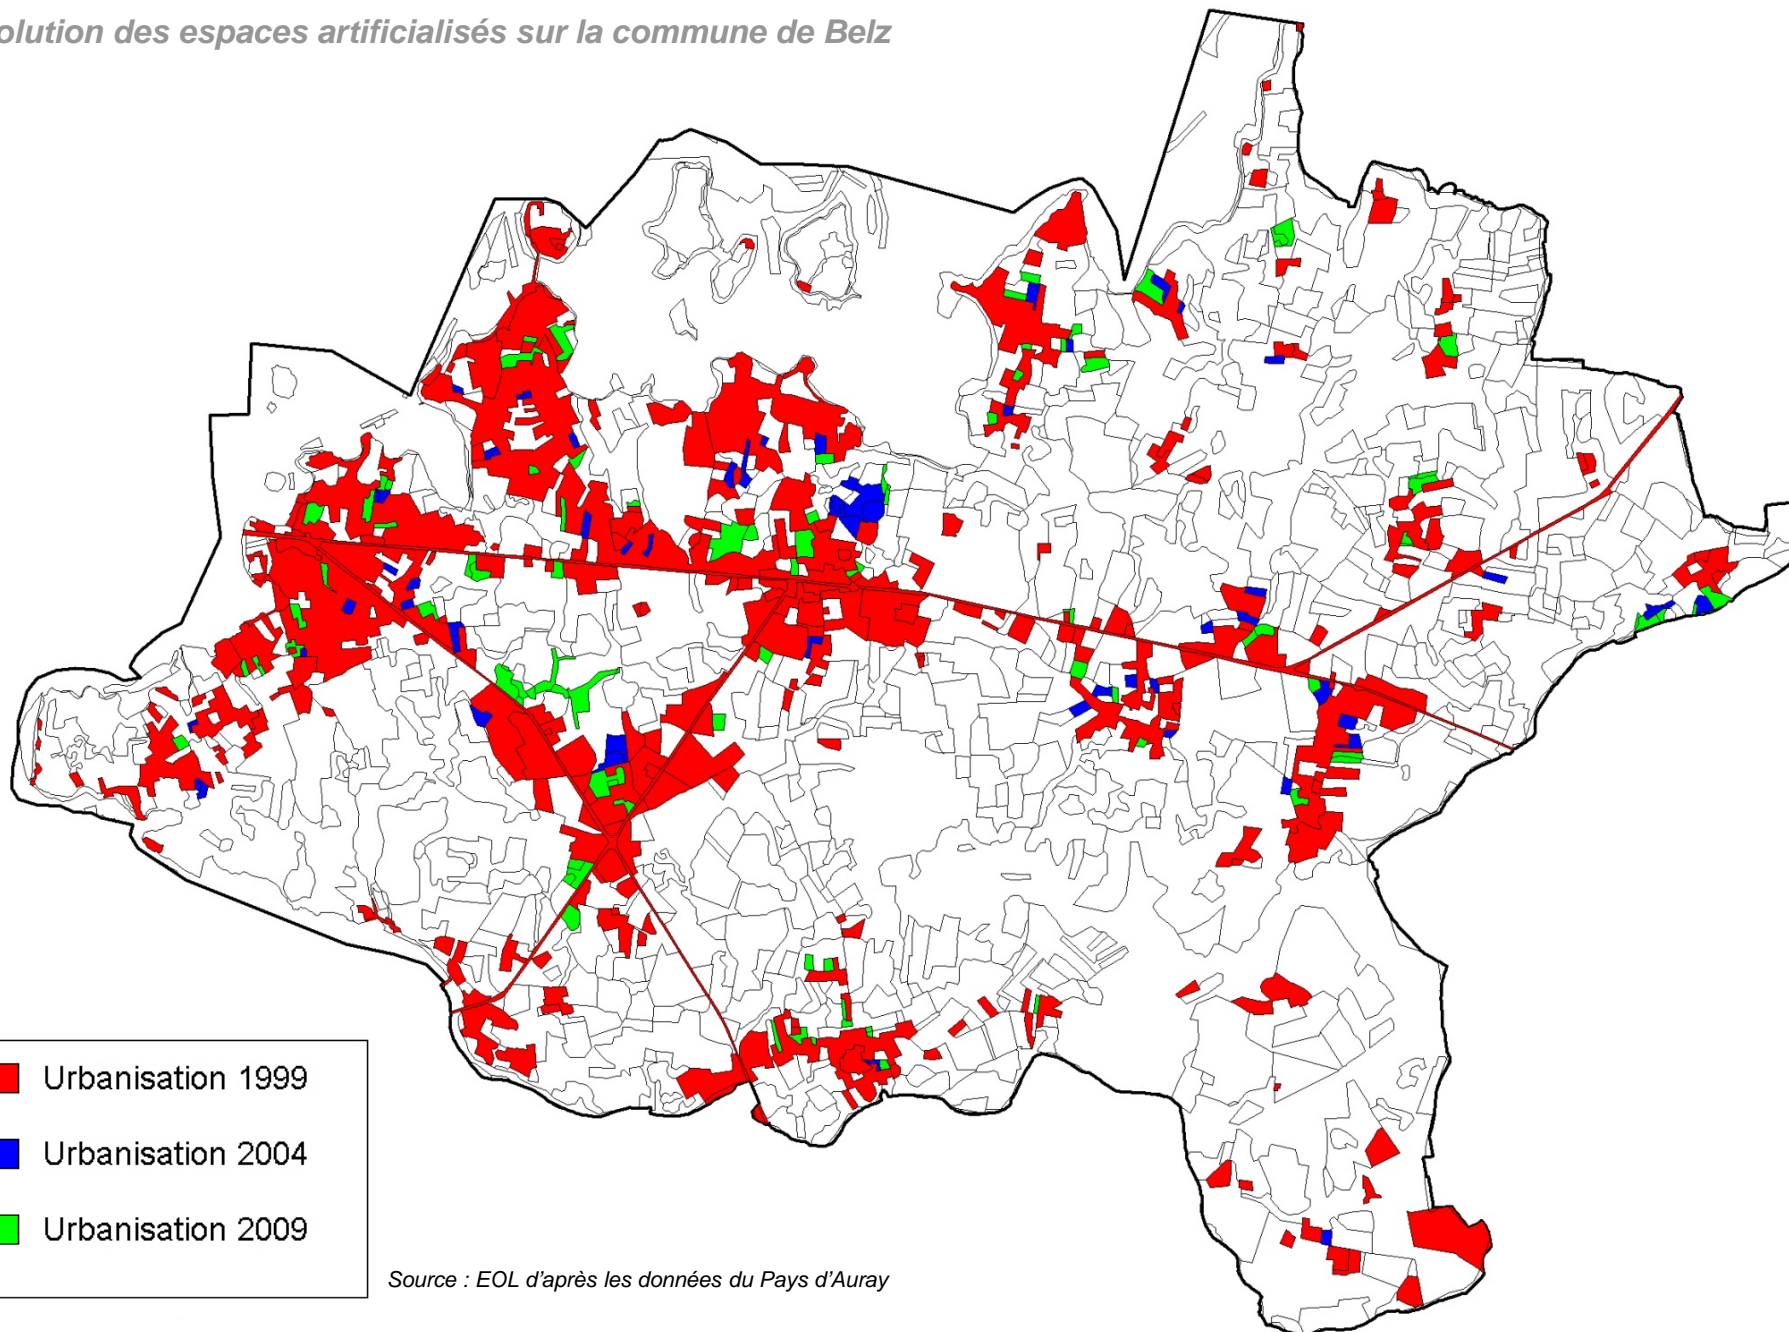 olution des espaces artificialisés sur la commune de Belz
Urbanisation 1999
Urbanisation 2004
Urbanisation 2009
Source : EOL d'après les données du Pays d'Auray